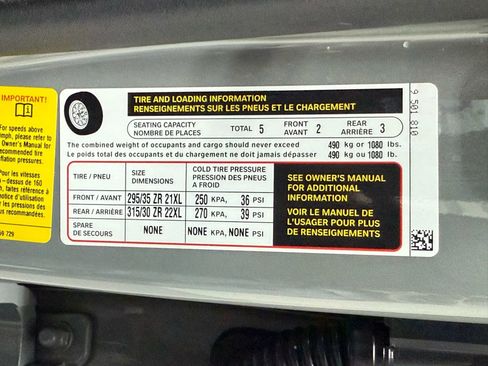 IMPORTANT!
For speeds above
mph, please refer to
Owner's Manual for
recommended tire
inflation pressures.
Pour les vitesses
-dessus de 160
h, faites référence à
notice d'utilisation
us pour les pressions
us recommandées.
729
TIRE AND LOADING INFORMATION
RENSEIGNEMENTS SUR LES PNEUS ET LE CHARGEMENT
SEATING CAPACITY
NOMBRE DE PLACES
TOTAL 5
FRONT
AVANT 2
REAR
ARRIÈRE 3
The combined weight of occupants and cargo should never exceed 490 kg or 1080 lbs.
Le poids total des occupants et du chargement ne doit jamais dépasser 490 kg ou 1080 lb.
TIRE / PNEU
SIZE
DIMENSIONS
COLD TIRE PRESSURE
PRESSION DES PNEUS
A FROID
FRONT / AVANT 295/35 ZR 21XL 250 KPA, 36 PSI
REAR / ARRIÈRE 315/30 ZR 22XL 270 KPA, 39 PSI
SPARE
DE SECOURS
NONE NONE KPA, NONE PSI
SEE OWNER'S MANUAL
FOR ADDITIONAL
INFORMATION
VOIR LE MANUEL DE
L'USAGER POUR PLUS
DE RENSEIGNEMENTS
9 501 810